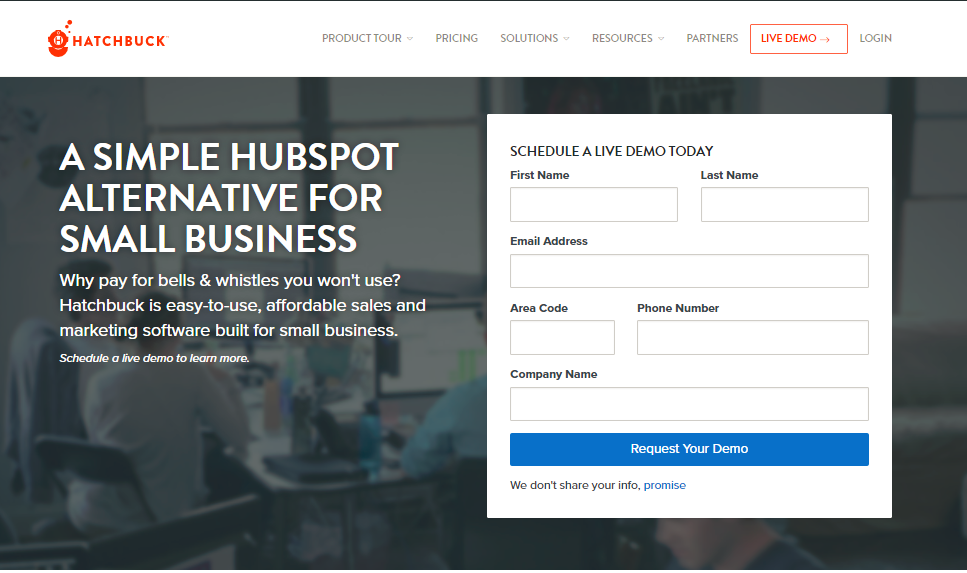 HATCHBUCK
PRODUCT TOUR
PRICING
SOLUTIONS
RESOURCES
PARTNERS
LIVE DEMO →
LOGIN
A SIMPLE HUBSPOT
ALTERNATIVE FOR
SMALL BUSINESS
Why pay for bells & whistles you won't use?
Hatchbuck is easy-to-use, affordable sales and
marketing software built for small business.
Schedule a live demo to learn more.
SCHEDULE A LIVE DEMO TODAY
First Name
Last Name
Email Address
Area Code
Phone Number
Company Name
Request Your Demo
We don't share your info, promise